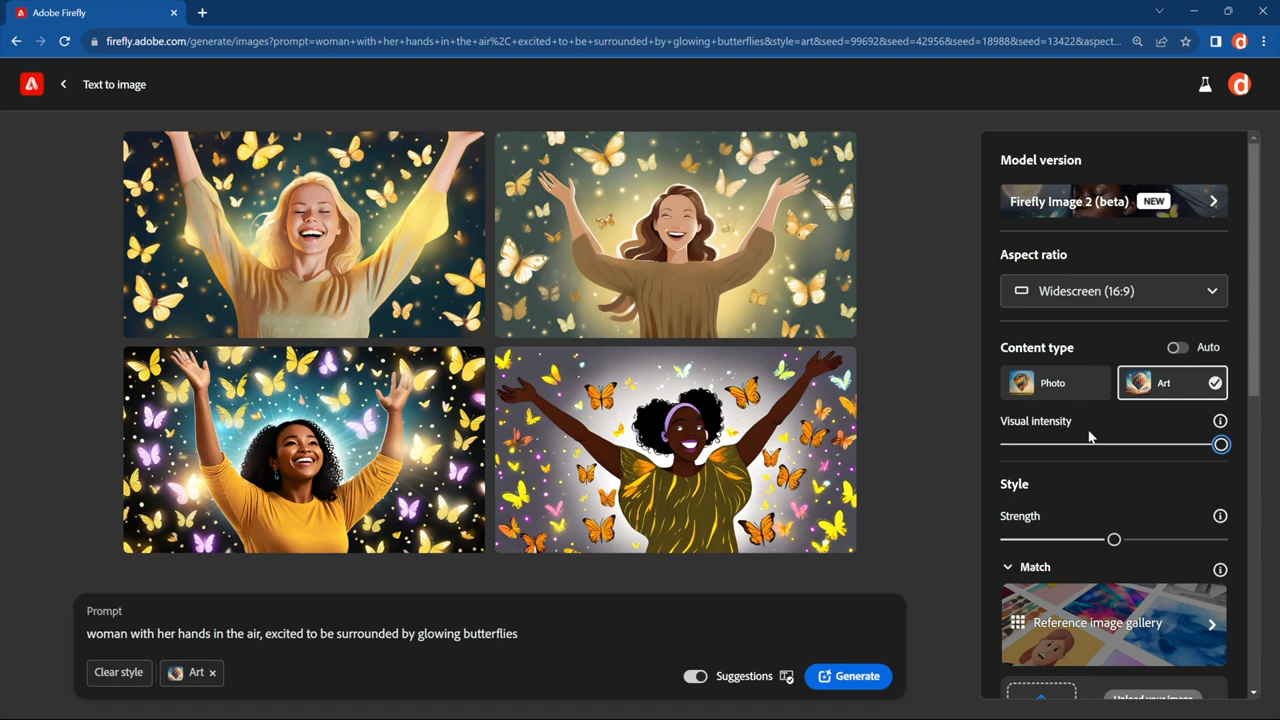 Adobe Firefly
firefly.adobe.com/generate/images?prompt=woman+with+her+hands+in+the+air%2C+excited+to+be+surrounded+by+glowing+butterflies&style=art&seed=99692&seed=42956&seed=18988&seed=13422&aspect...
d
Text to image
d
Model version
Firefly Image 2 (beta) NEW
Aspect ratio
Widescreen (16:9)
Content type Auto
Photo Art
Visual intensity
Style
Strength
Match
Reference image gallery
Upload your image
Prompt
woman with her hands in the air, excited to be surrounded by glowing butterflies
Clear style Art
Suggestions Generate